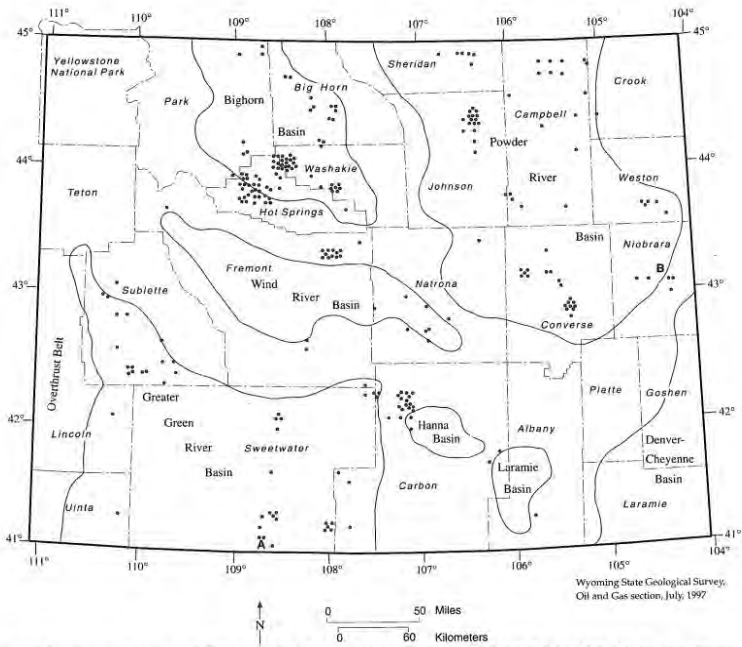 111° 110° 109° 108° 107° 106° 105° 104°
45° 45°
Yellowstone
National Park
Sheridan
Park
Big Horn
Crook
Bighorn
Campbell
Basin
Powder
44° 44°
Washakie
Teton
Johnson
River
Weston
Hot Springs
Basin
Niobrara
Fremont
Wind
Natrona
B
43° 43°
Sublette
River
Basin
Converse
Overthrust Belt
Platte
Goshen
Greater
42° 42°
Green
Hanna
Basin
Albany
Lincoln
River
Sweetwater
Denver-
Cheyenne
Basin
Basin
Laramie
Basin
Carbon
Uinta
Laramie
41° A 41°
111° 110° 109° 108° 107° 106° 105° 104°
Wyoming State Geological Survey,
Oil and Gas section, July, 1997
N
0 50 Miles
0 60 Kilometers